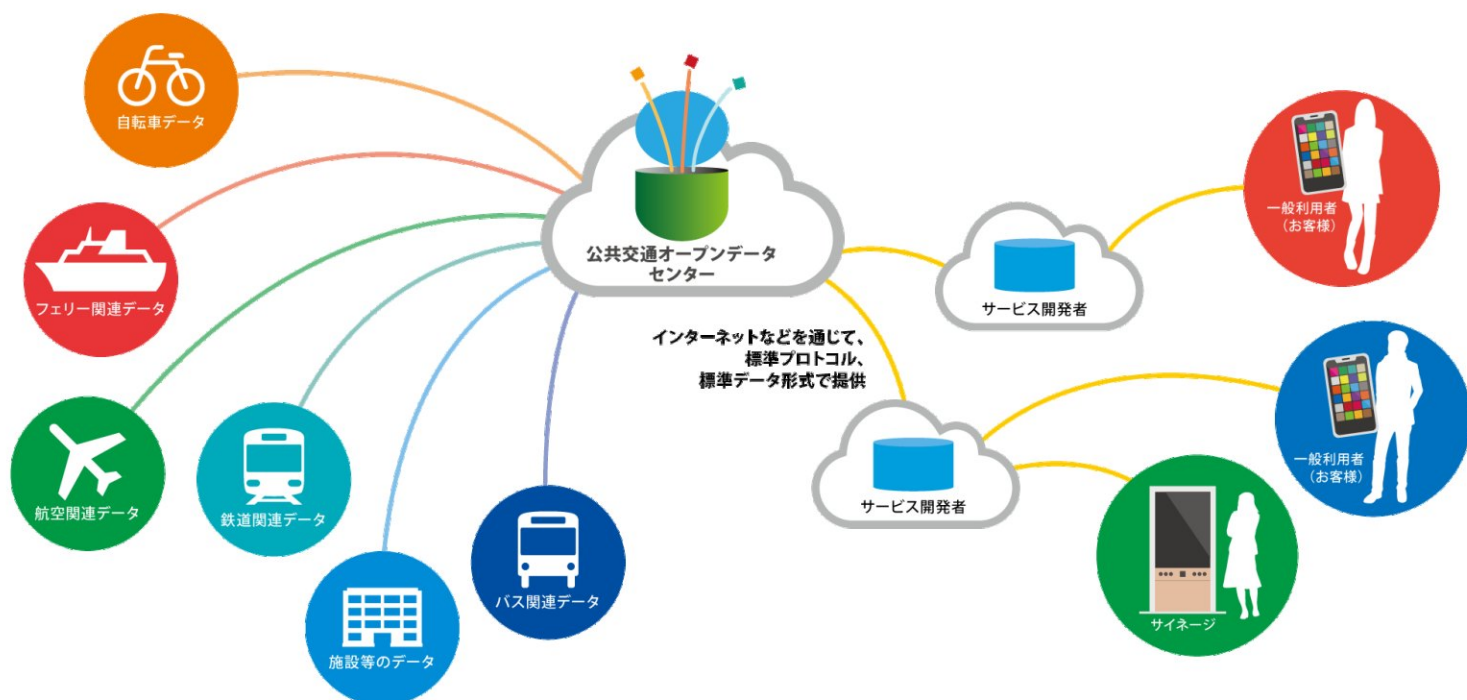 自転車データ
フェリー関連データ
航空関連データ
鉄道関連データ
施設等のデータ
バス関連データ
公共交通オープンデータ
センター
インターネットなどを通じて、
標準プロトコル、
標準データ形式で提供
サービス開発者
サービス開発者
一般利用者
(お客様)
一般利用者
(お客様)
サイネージ